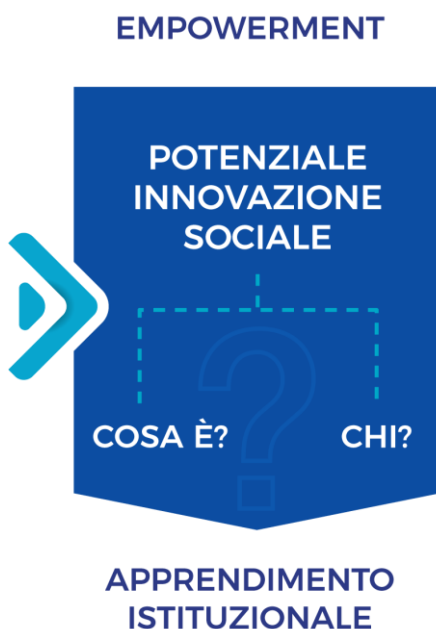 EMPOWERMENT
POTENZIALE
INNOVAZIONE
SOCIALE
COSA È?
CHI?
?
APPRENDIMENTO
ISTITUZIONALE